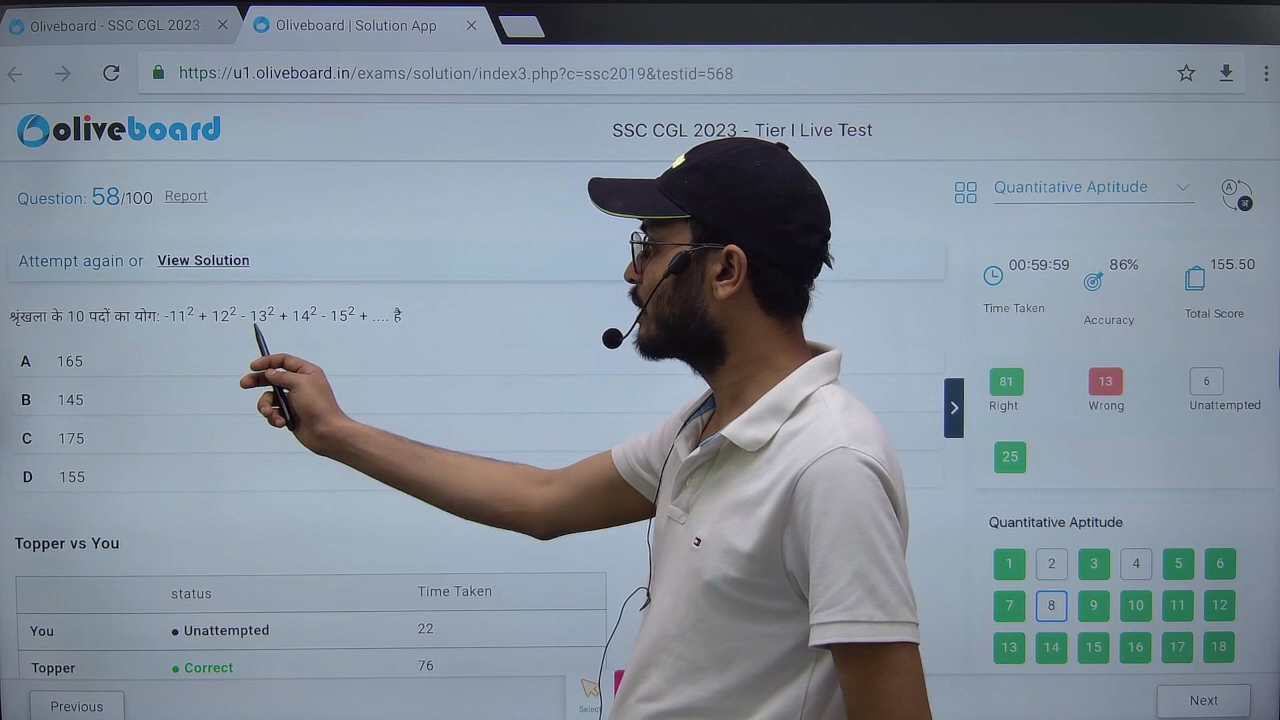 Oliveboard - SSC CGL 2023
Oliveboard | Solution App
https://u1.oliveboard.in/exams/solution/index3.php?c=ssc2019&testid=568
oliveboard
SSC CGL 2023 - Tier I Live Test
Question: 58/100 Report
Quantitative Aptitude
Attempt again or View Solution
00:59:59
Time Taken
86%
Accuracy
155.50
Total Score
श्रृंखला के 10 पदों का योग: -11² + 12² - 13² + 14² - 15² + .... है
A 165
B 145
C 175
D 155
81
Right
13
Wrong
6
Unattempted
25
Topper vs You
status Time Taken
You Unattempted 22
Topper Correct 76
Quantitative Aptitude
1 2 3 4 5 6
7 8 9 10 11 12
13 14 15 16 17 18
Previous
Select
Next